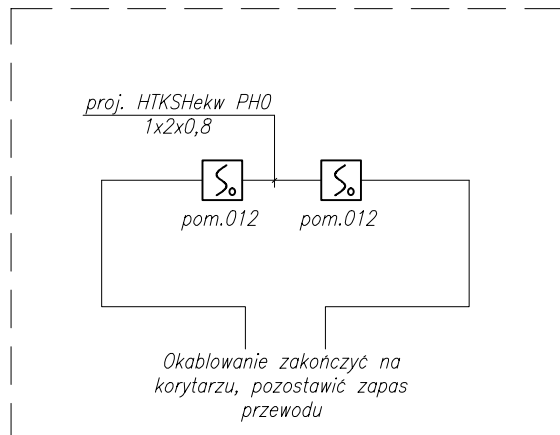 proj. HTKSHekw PH0
1x2x0,8
S. S.
pom.012 pom.012
Okablowanie zakończyć na
korytarzu, pozostawić zapas
przewodu